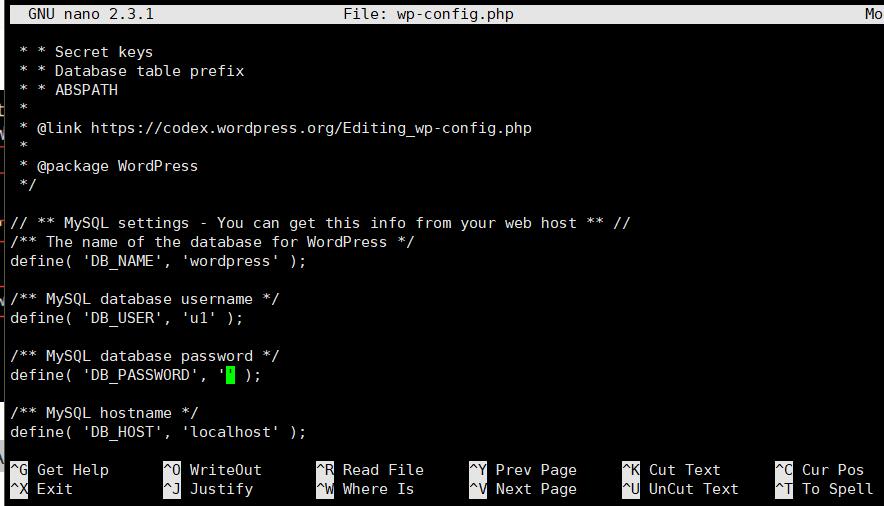 GNU nano 2.3.1 File: wp-config.php Mo
* * Secret keys
* * Database table prefix
* * ABSPATH
*
* @link https://codex.wordpress.org/Editing_wp-config.php
*
* @package WordPress
*/
// ** MySQL settings - You can get this info from your web host ** //
/** The name of the database for WordPress */
define( 'DB_NAME', 'wordpress' );
/** MySQL database username */
define( 'DB_USER', 'u1' );
/** MySQL database password */
define( 'DB_PASSWORD', '' );
/** MySQL hostname */
define( 'DB_HOST', 'localhost' );
^G Get Help ^O WriteOut ^R Read File ^Y Prev Page ^K Cut Text ^C Cur Pos
^X Exit ^J Justify ^W Where Is ^V Next Page ^U UnCut Text ^T To Spell